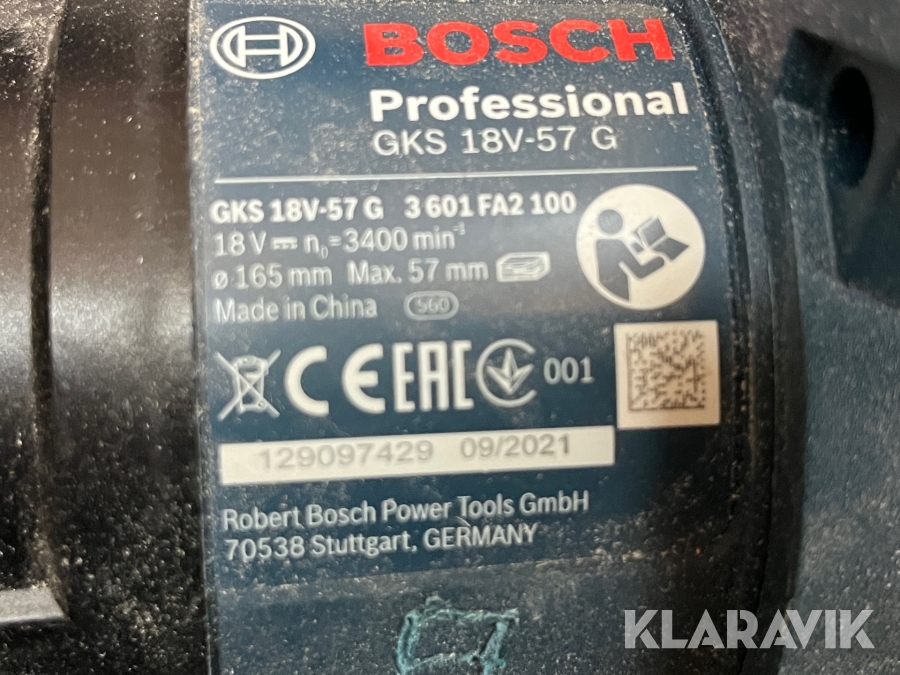 BOSCH
Professional
GKS 18V-57 G
GKS 18V-57 G 3 601 FA2 100
18 V ⎓ n₀=3400 min⁻¹
ø 165 mm Max. 57 mm
Made in China 560
CE EAC 001
129097429 09/2021
Robert Bosch Power Tools GmbH
70538 Stuttgart, GERMANY
KLARAVIK